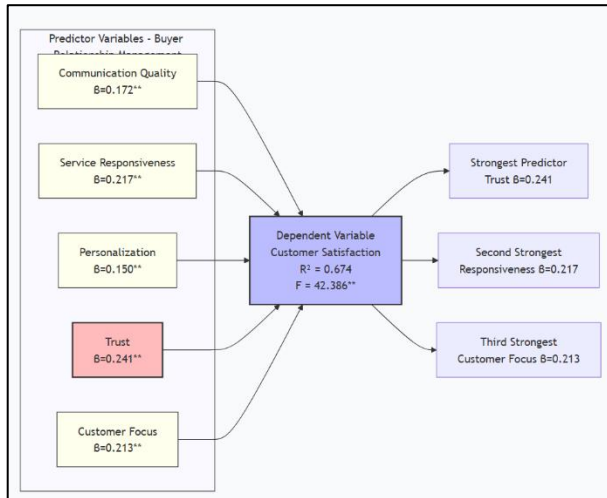 Predictor Variables - Buyer
Relationship Management
Communication Quality
β=0.172**
Service Responsiveness
β=0.217**
Personalization
β=0.150**
Trust
β=0.241**
Customer Focus
β=0.213**
Dependent Variable
Customer Satisfaction
R² = 0.674
F = 42.386**
Strongest Predictor
Trust β=0.241
Second Strongest
Responsiveness β=0.217
Third Strongest
Customer Focus β=0.213